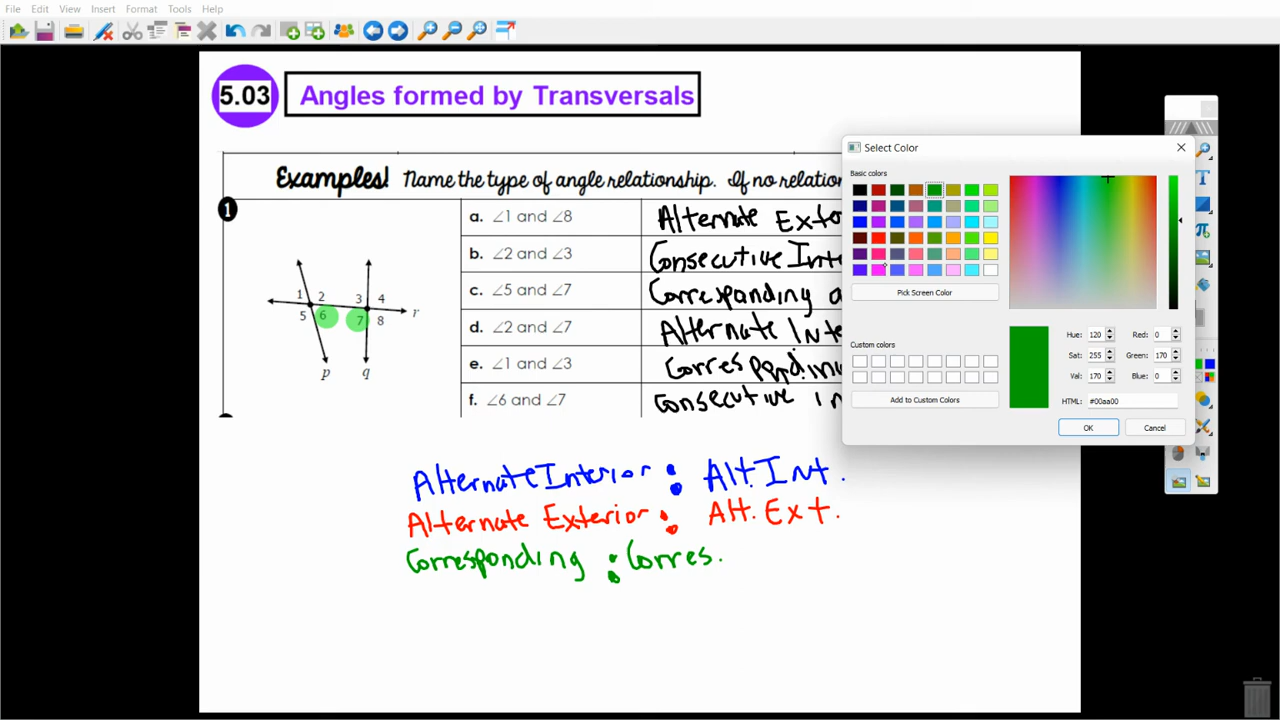 File Edit View Insert Format Tools Help
5.03 Angles formed by Transversals
Examples! Name the type of angle relationship. If no relation
1
a. ∠1 and ∠8 Alternate Exte
b. ∠2 and ∠3 Consecutive Inte
c. ∠5 and ∠7 Corresponding a
d. ∠2 and ∠7 Alternate Inte
e. ∠1 and ∠3 Corresponding
f. ∠6 and ∠7 Consecutive in
1 2 3 4
r
5 6 7 8
p q
Alternate Interior : Alt. Int.
Alternate Exterior : Alt. Ext.
Corresponding : Corres.
Select Color
Basic colors
Pick Screen Color
Custom colors
Add to Custom Colors
Hue: 120 Red: 0
Sat: 255 Green: 170
Val: 170 Blue: 0
HTML: #00aa00
OK Cancel